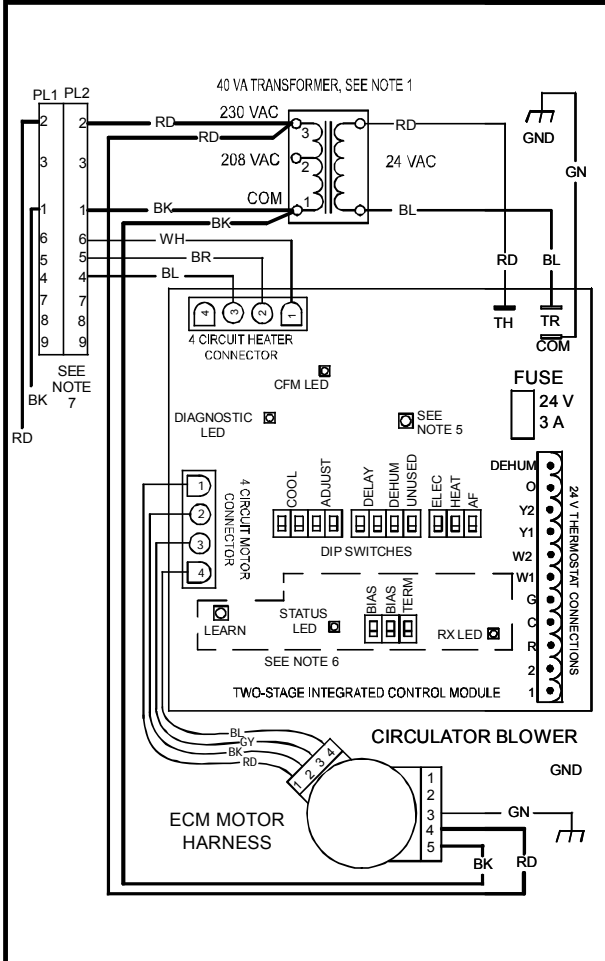 40 VA TRANSFORMER, SEE NOTE 1
PL1 PL2
230 VAC
208 VAC
COM
3
2
1
24 VAC
RD
RD
BK
BK
RD
BL
GND
GN
2 2
3 3
1 1
6 6
5 5
4 4
7 7
8 8
9 9
WH
BR
BL
SEE
NOTE
7
BK
RD
RD
BL
TH
TR
COM
4 3 2 1
4 CIRCUIT HEATER
CONNECTOR
CFM LED
DIAGNOSTIC
LED
SEE
NOTE 5
FUSE
24 V
3 A
1
2
3
4
4 CIRCUIT MOTOR
CONNECTOR
COOL
ADJUST
DELAY
DEHUM
UNUSED
ELEC
HEAT
AF
DIP SWITCHES
DEHUM
O
Y2
Y1
W2
W1
G
C
R
2
1
24 V THERMOSTAT CONNECTIONS
LEARN
STATUS
LED
BIAS
BIAS
TERM
RX LED
SEE NOTE 6
TWO-STAGE INTEGRATED CONTROL MODULE
BL
GY
BK
RD
1 2 3 4
CIRCULATOR BLOWER
GND
ECM MOTOR
HARNESS
1
2
3
4
5
GN
BK
RD